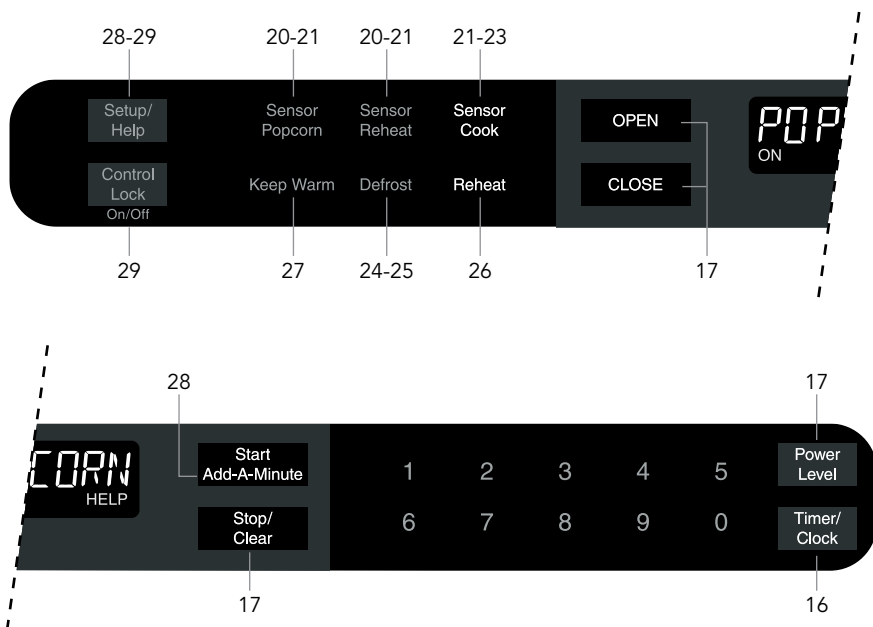 28-29
20-21
20-21
21-23
Setup/
Help
Sensor
Popcorn
Sensor
Reheat
Sensor
Cook
OPEN
POP
ON
Control
Lock
On/Off
Keep Warm
Defrost
Reheat
CLOSE
29
27
24-25
26
17
28
17
CORN
HELP
Start
Add-A-Minute
1 2 3 4 5
Power
Level
Stop/
Clear
6 7 8 9 0
Timer/
Clock
17
16